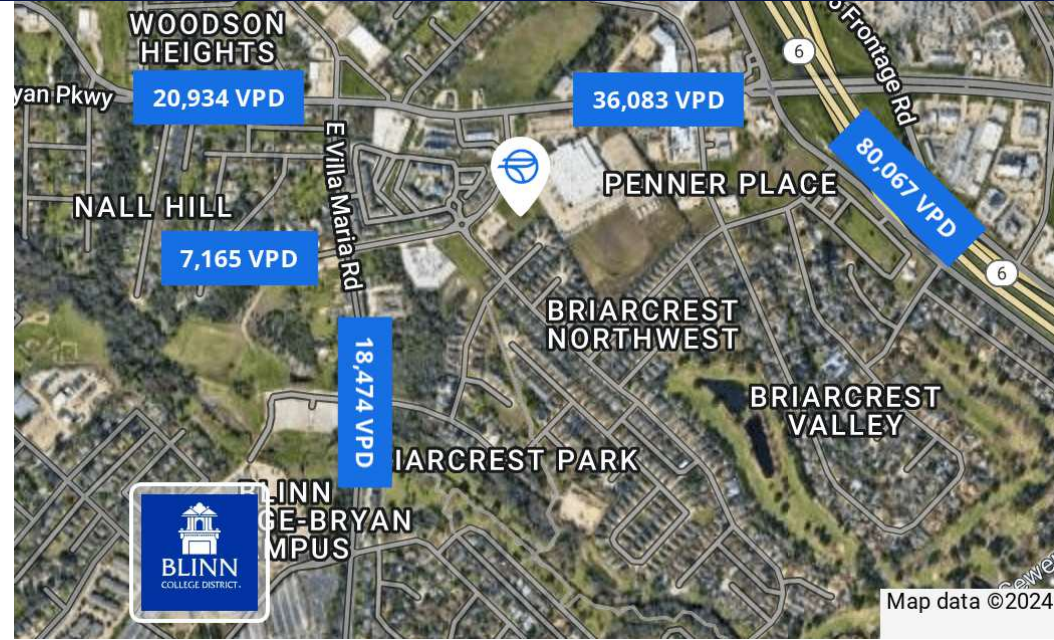 WOODSON
HEIGHTS
Frontage Rd
6
yan Pkwy
20,934 VPD
36,083 VPD
E Villa Maria Rd
80,067 VPD
PENNER PLACE
NALL HILL
7,165 VPD
6
BRIARCREST
NORTHWEST
18,474 VPD
BRIARCREST
VALLEY
IARCREST PARK
BLINN
GE-BRYAN
MPUS
BLINN
COLLEGE DISTRICT
Map data ©2024